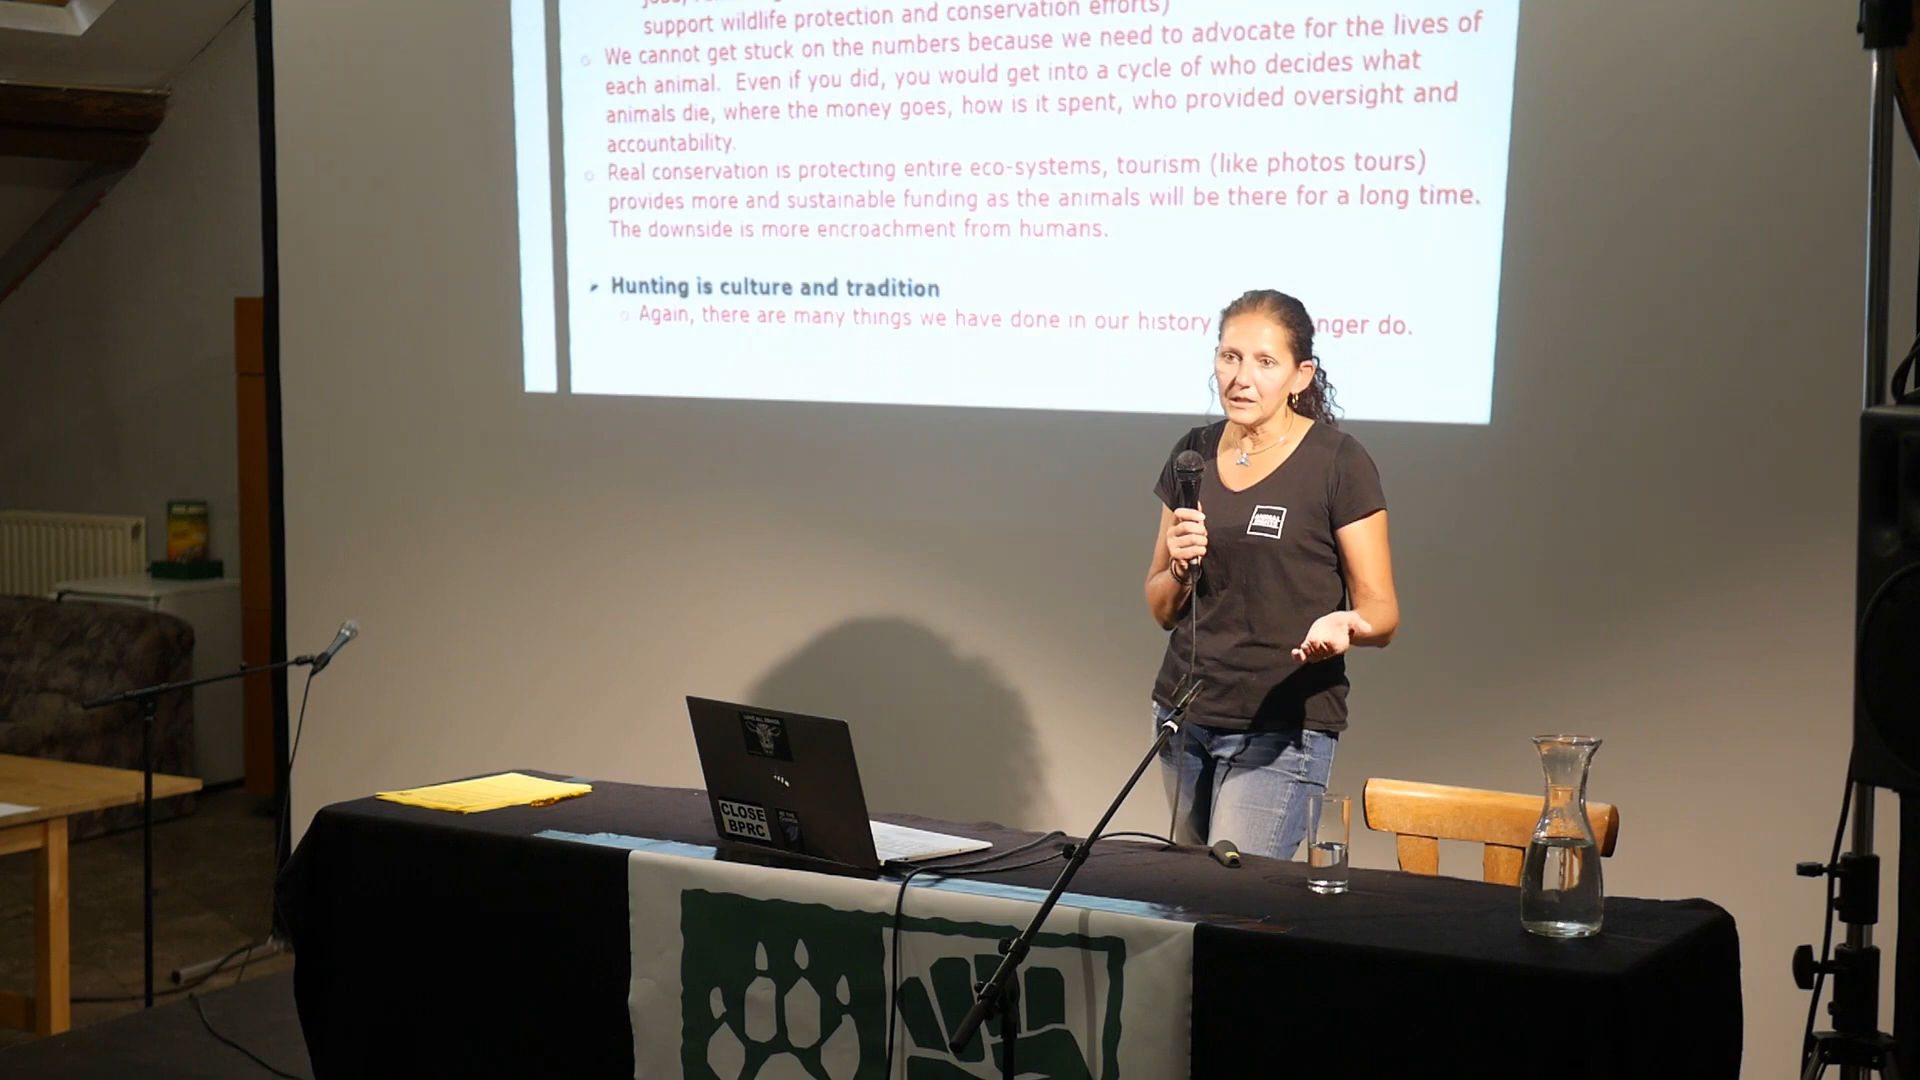 support wildlife protection and conservation efforts)
We cannot get stuck on the numbers because we need to advocate for the lives of
each animal. Even if you did, you would get into a cycle of who decides what
animals die, where the money goes, how is it spent, who provided oversight and
accountability.
Real conservation is protecting entire eco-systems, tourism (like photos tours)
provides more and sustainable funding as the animals will be there for a long time.
The downside is more encroachment from humans.
Hunting is culture and tradition
Again, there are many things we have done in our history nger do.
CLOSE
BPRC